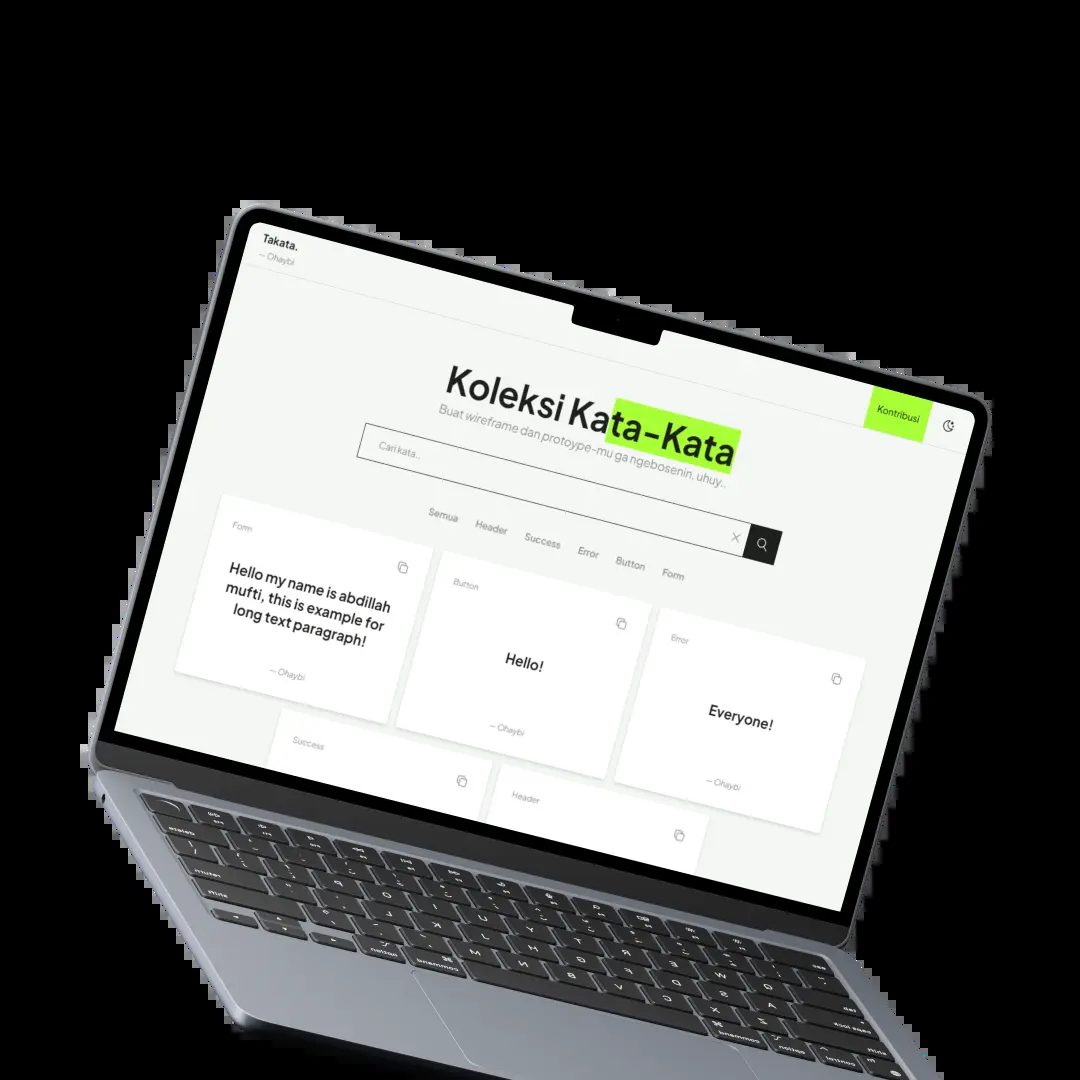 Takata.
— Ohaybi
Kontribusi
Koleksi Kata-Kata
Buat wireframe dan protoype-mu ga ngebosenin. uhuy..
Cari kata..
Semua
Header
Success
Error
Button
Form
Form
Hello my name is abdillah
mufti, this is example for
long text paragraph!
— Ohaybi
Button
Hello!
— Ohaybi
Error
Everyone!
— Ohaybi
Success
Header